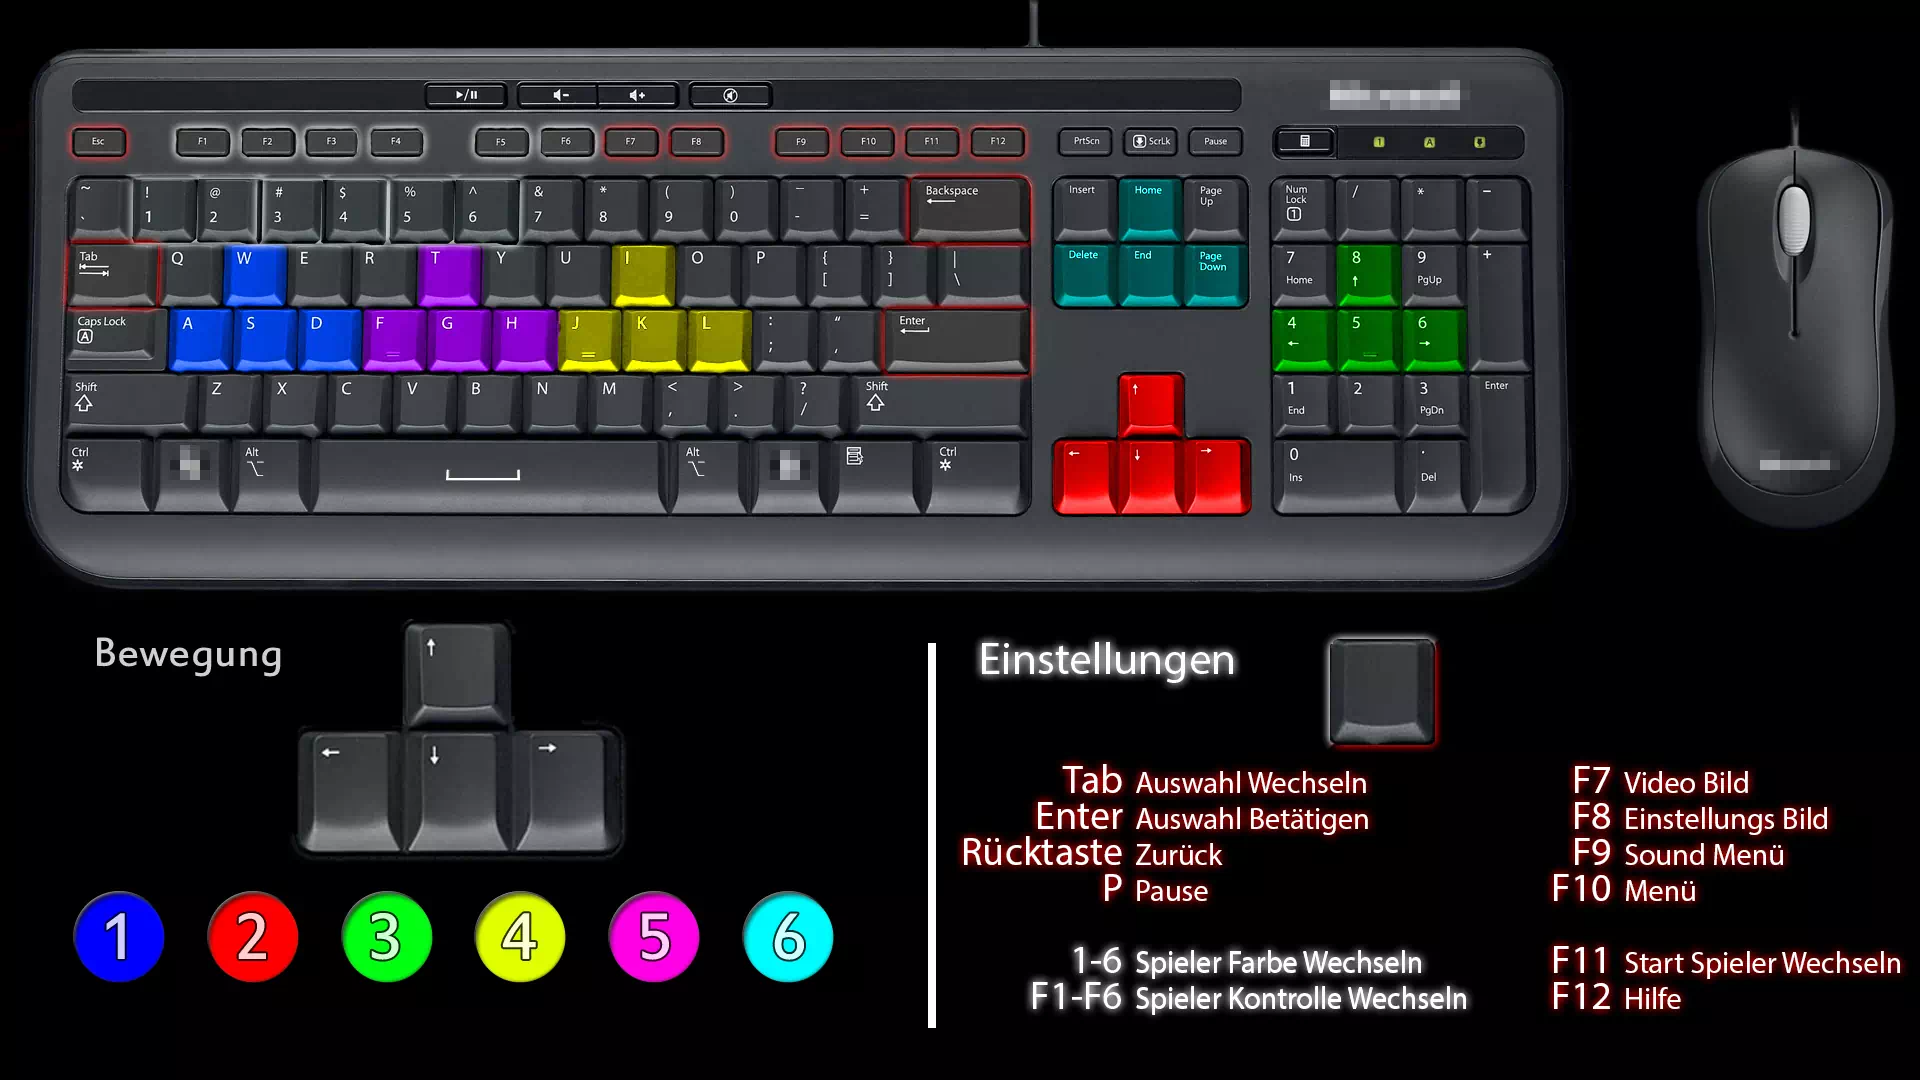 Esc F1 F2 F3 F4 F5 F6 F7 F8 F9 F10 F11 F12 PrtScn ScrLk Pause 1 A
~ ` ! 1 @ 2 # 3 $ 4 % 5 ^ 6 & 7 * 8 ( 9 ) 0 _ - + = Backspace Insert Home Page Up Num Lock 1 / * -
Tab Q W E R T Y U I O P { [ } ] | \ Delete End Page Down 7 Home 8 ↑ 9 PgUp +
Caps Lock A A S D F G H J K L : ; “ ‚ Enter 4 ← 5 6 →
Shift Z X C V B N M < , > . ? / Shift ↑ 1 End 2 3 PgDn Enter
Ctrl Alt Alt Ctrl ← ↓ → 0 Ins . Del
Bewegung
↑
← ↓ →
1 2 3 4 5 6
Einstellungen
Tab Auswahl Wechseln
Enter Auswahl Betätigen
Rücktaste Zurück
P Pause
1-6 Spieler Farbe Wechseln
F1-F6 Spieler Kontrolle Wechseln
F7 Video Bild
F8 Einstellungs Bild
F9 Sound Menü
F10 Menü
F11 Start Spieler Wechseln
F12 Hilfe